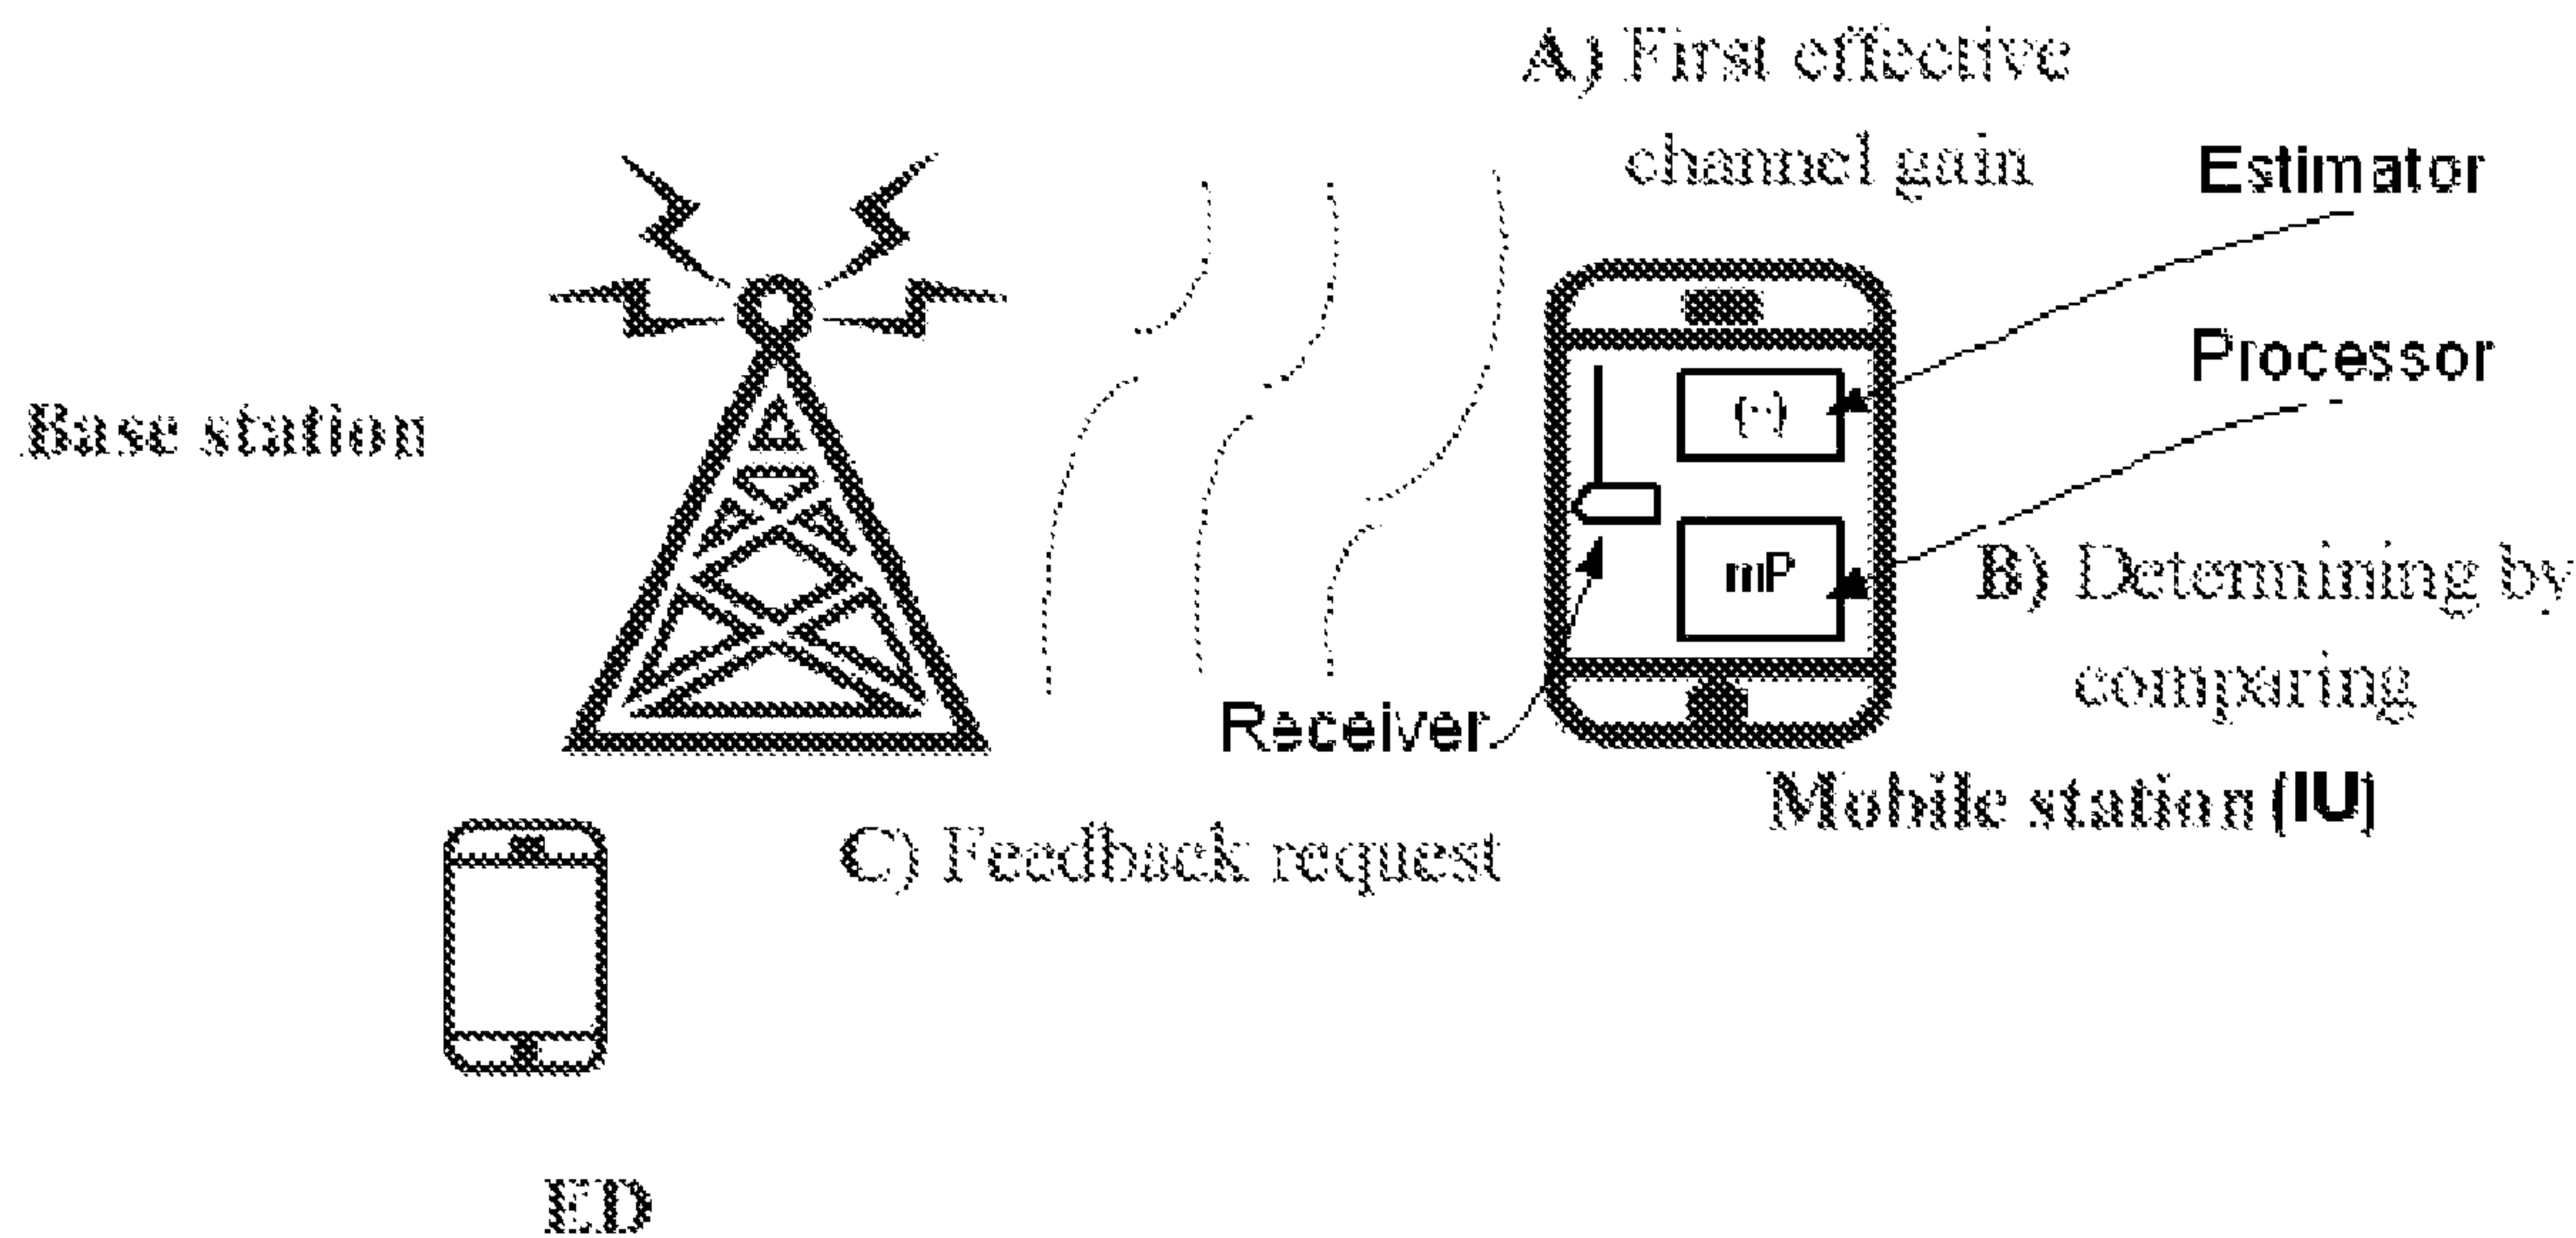 A) First effective
channel gain
Estimator
Processor
Base station
(··)
mP
B) Determining by
comparing
Receiver
Mobile station (IU)
C) Feedback request
ED